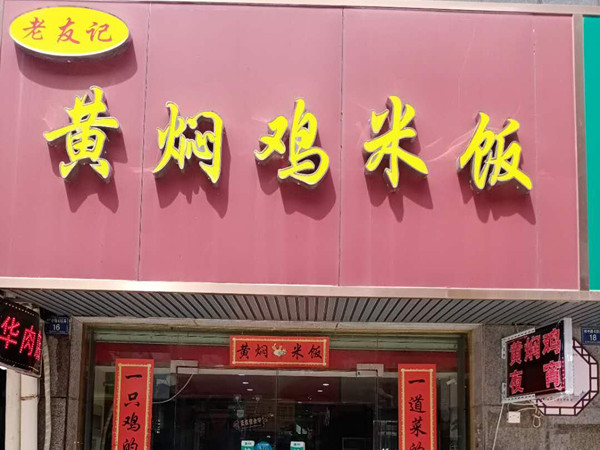 老友记
黄焖鸡米饭
华肉
16
黄焖 米饭
16
黄焖鸡
夜宵
一只鸡的
一道菜的